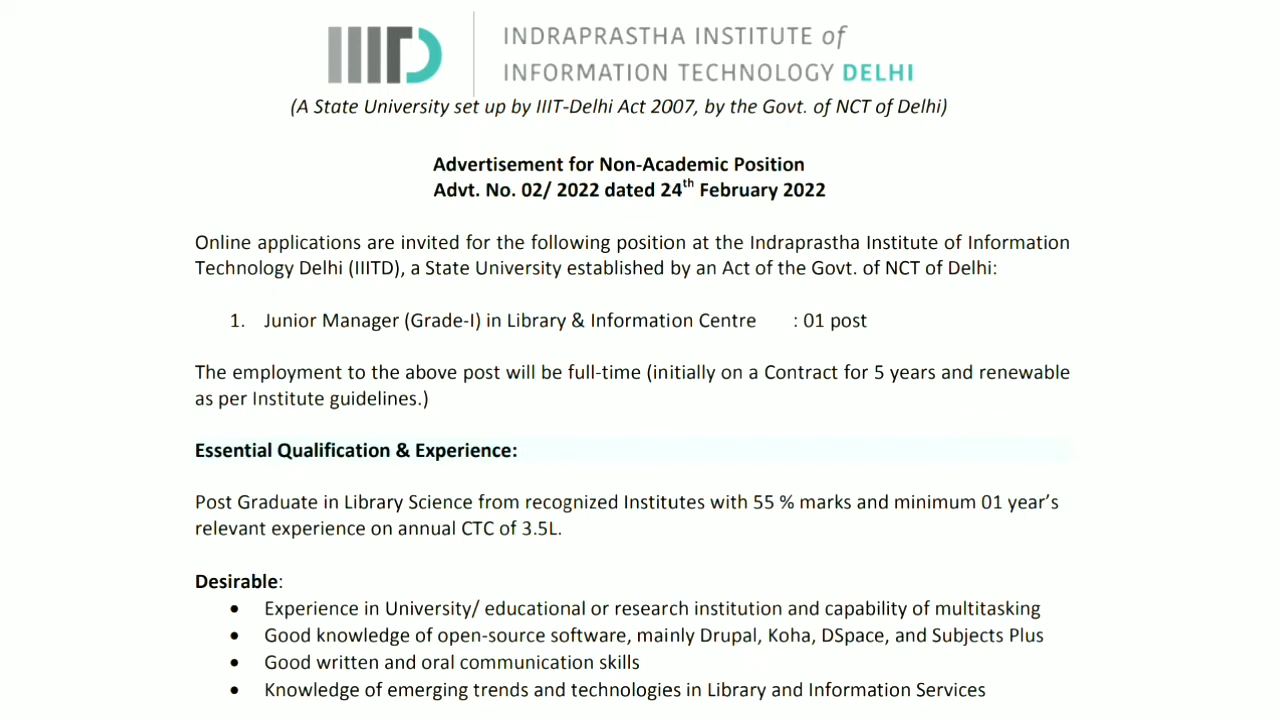 IIITD
INDRAPRASTHA INSTITUTE of
INFORMATION TECHNOLOGY DELHI
(A State University set up by IIIT-Delhi Act 2007, by the Govt. of NCT of Delhi)
Advertisement for Non-Academic Position
Advt. No. 02/ 2022 dated 24th February 2022
Online applications are invited for the following position at the Indraprastha Institute of Information
Technology Delhi (IIITD), a State University established by an Act of the Govt. of NCT of Delhi:
1. Junior Manager (Grade-I) in Library & Information Centre : 01 post
The employment to the above post will be full-time (initially on a Contract for 5 years and renewable
as per Institute guidelines.)
Essential Qualification & Experience:
Post Graduate in Library Science from recognized Institutes with 55 % marks and minimum 01 year’s
relevant experience on annual CTC of 3.5L.
Desirable:
• Experience in University/ educational or research institution and capability of multitasking
• Good knowledge of open-source software, mainly Drupal, Koha, DSpace, and Subjects Plus
• Good written and oral communication skills
• Knowledge of emerging trends and technologies in Library and Information Services